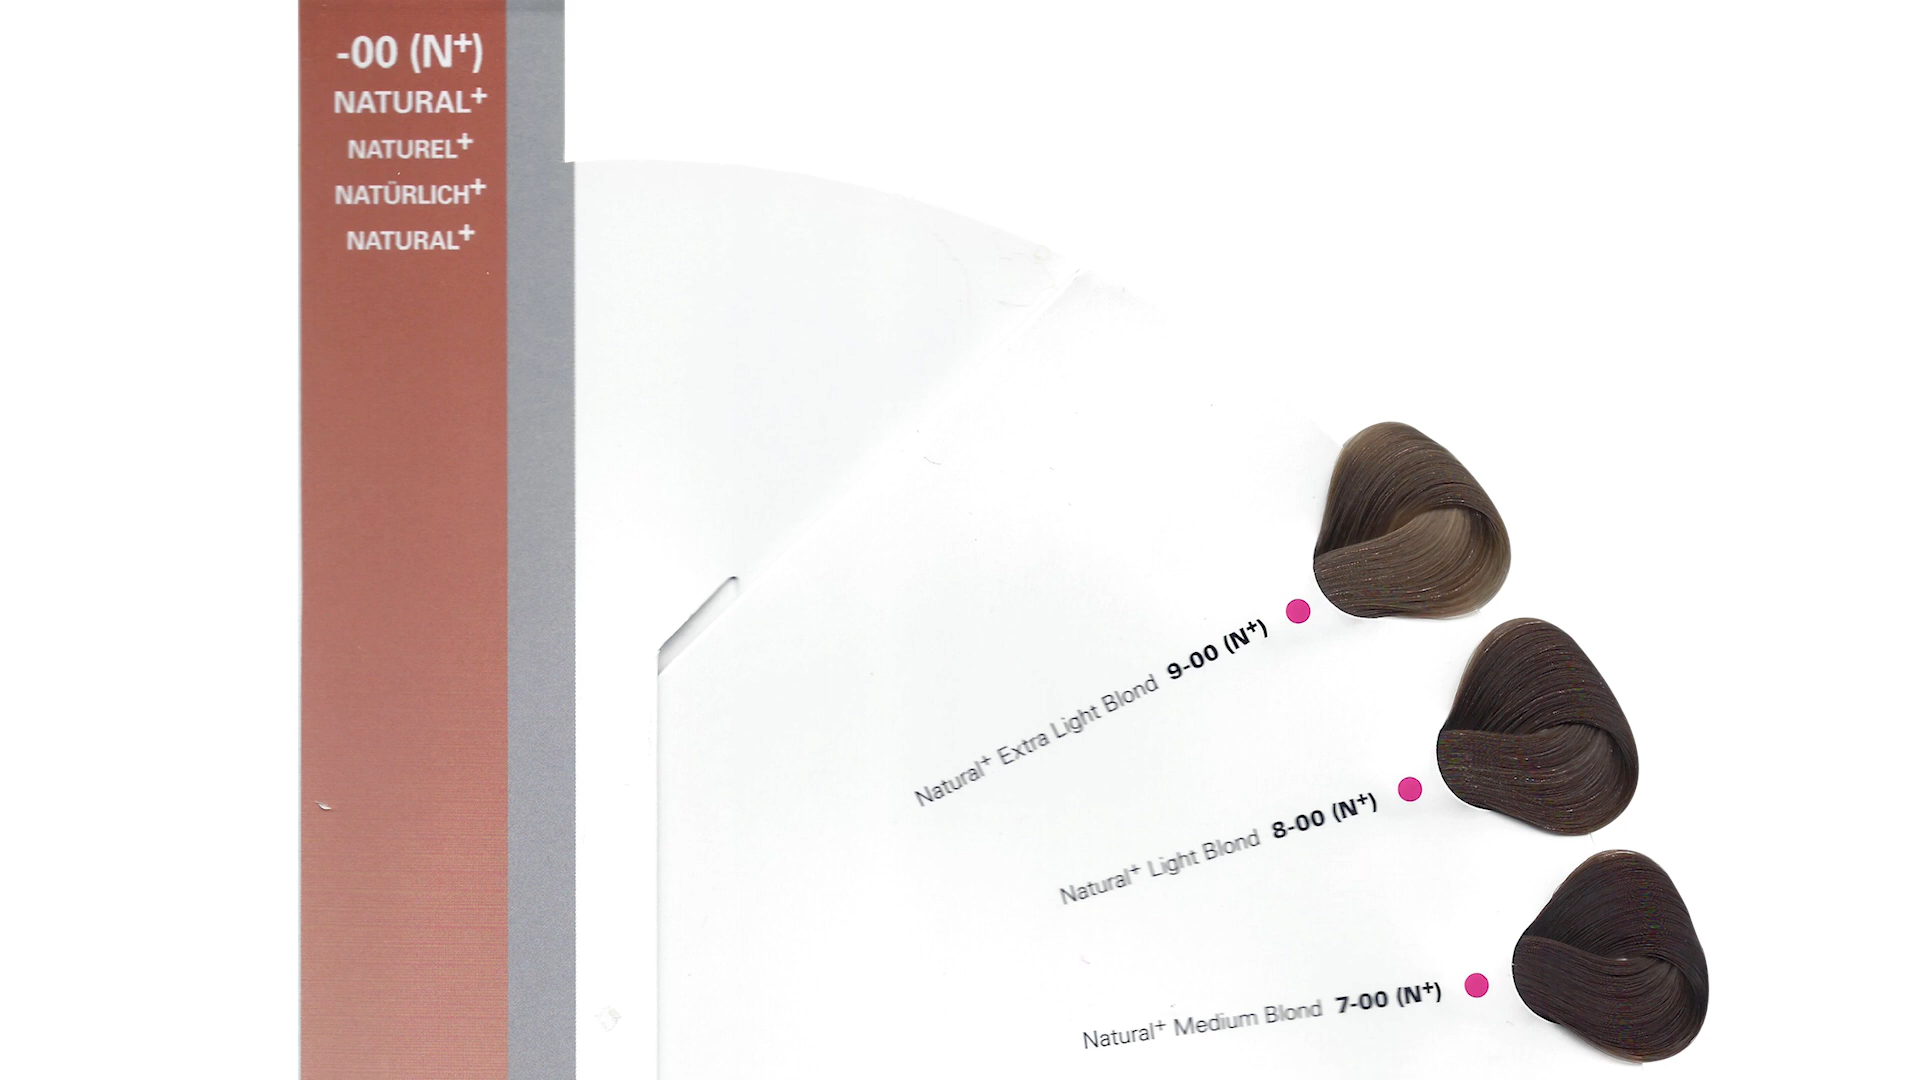 -00 (N+)
NATURAL+
NATUREL+
NATÜRLICH+
NATURAL+
Natural+ Extra Light Blond 9-00 (N+)
Natural+ Light Blond 8-00 (N+)
Natural+ Medium Blond 7-00 (N+)